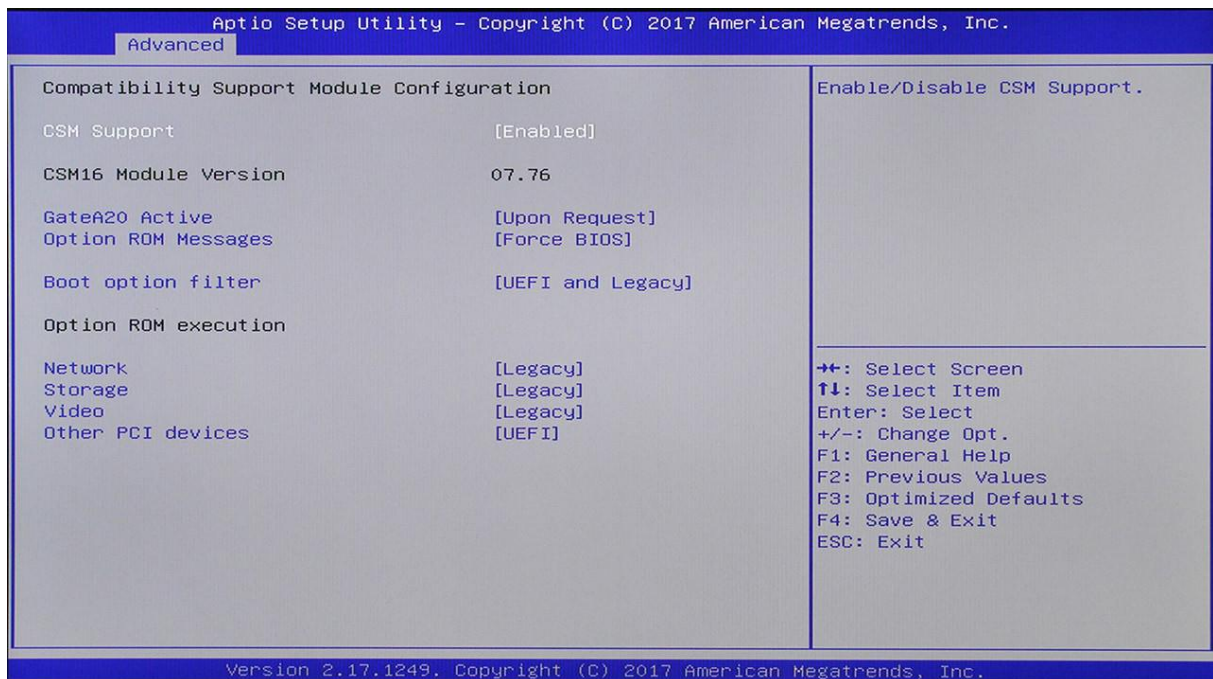 Aptio Setup Utility – Copyright (C) 2017 American Megatrends, Inc.
Advanced
Compatibility Support Module Configuration
CSM Support [Enabled]
CSM16 Module Version 07.76
GateA20 Active [Upon Request]
Option ROM Messages [Force BIOS]
Boot option filter [UEFI and Legacy]
Option ROM execution
Network [Legacy]
Storage [Legacy]
Video [Legacy]
Other PCI devices [UEFI]
Enable/Disable CSM Support.
→←: Select Screen
↑↓: Select Item
Enter: Select
+/-: Change Opt.
F1: General Help
F2: Previous Values
F3: Optimized Defaults
F4: Save & Exit
ESC: Exit
Version 2.17.1249. Copyright (C) 2017 American Megatrends, Inc.